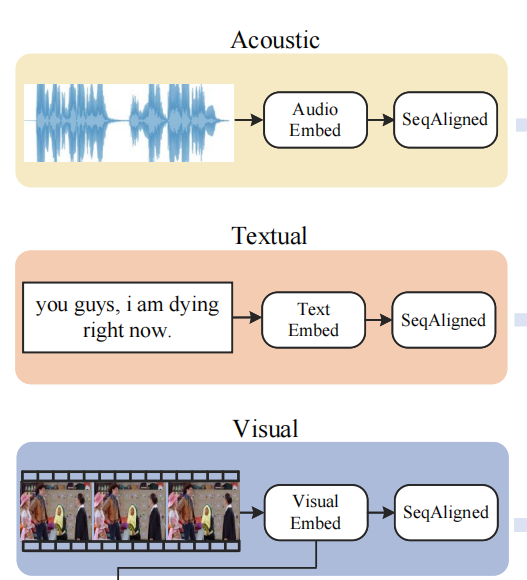 Acoustic
Audio
Embed
SeqAligned
Textual
you guys, i am dying
right now.
Text
Embed
SeqAligned
Visual
Visual
Embed
SeqAligned